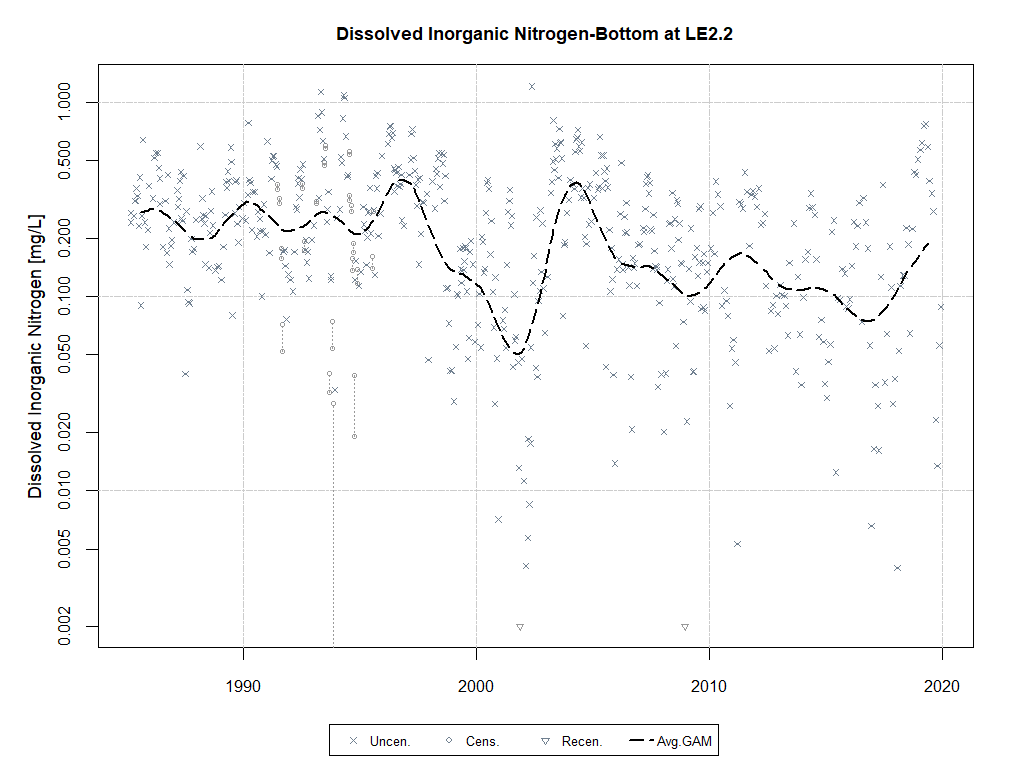 Dissolved Inorganic Nitrogen-Bottom at LE2.2
Dissolved Inorganic Nitrogen [mg/L]
1.000
0.500
0.200
0.100
0.050
0.020
0.010
0.005
0.002
1990 2000 2010 2020
Uncen. Cens. Recen. Avg.GAM